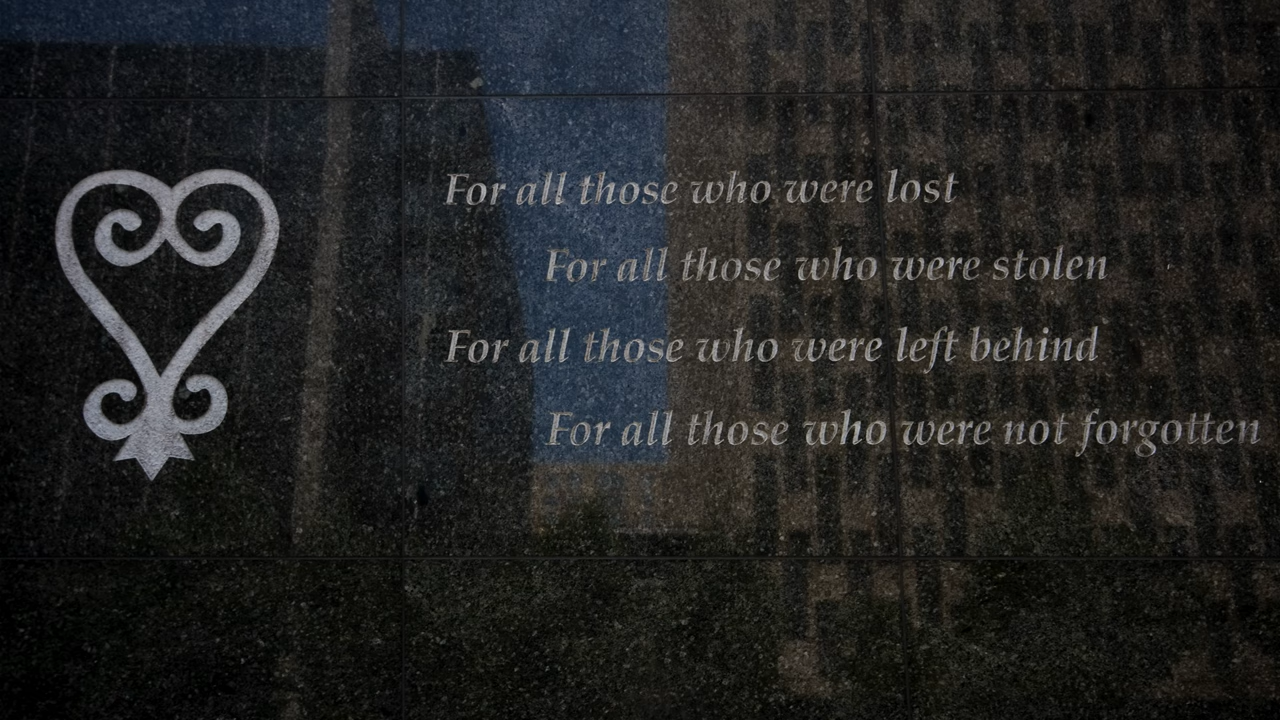 For all those who were lost
For all those who were stolen
For all those who were left behind
For all those who were not forgotten